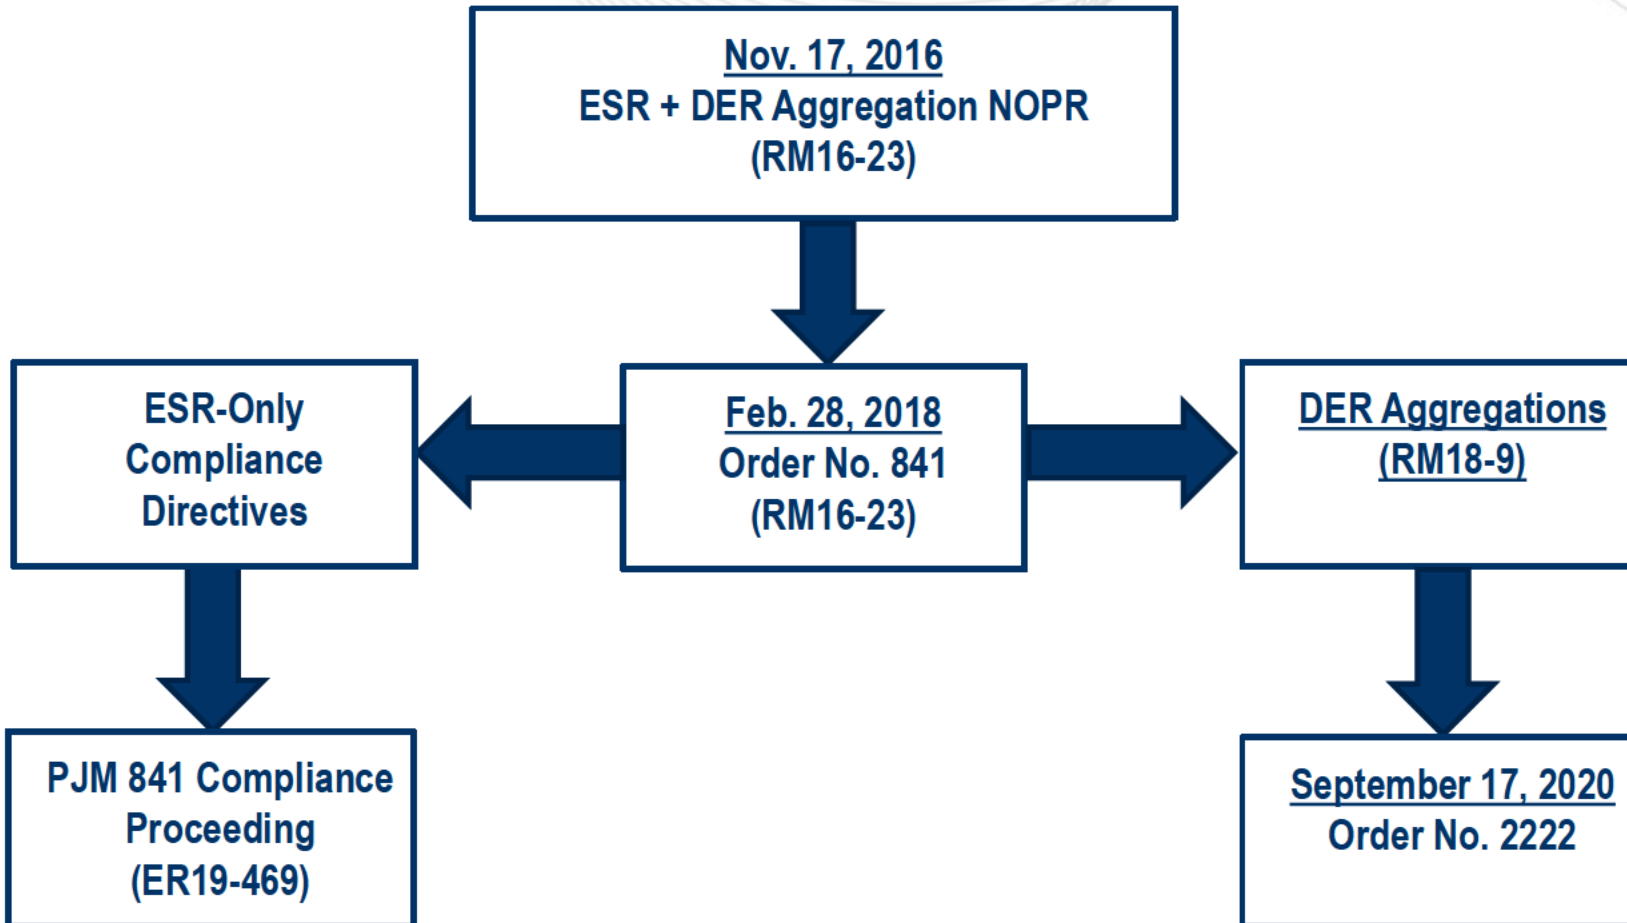 Nov. 17, 2016
ESR + DER Aggregation NOPR
(RM16-23)
ESR-Only
Compliance
Directives
Feb. 28, 2018
Order No. 841
(RM16-23)
DER Aggregations
(RM18-9)
PJM 841 Compliance
Proceeding
(ER19-469)
September 17, 2020
Order No. 2222